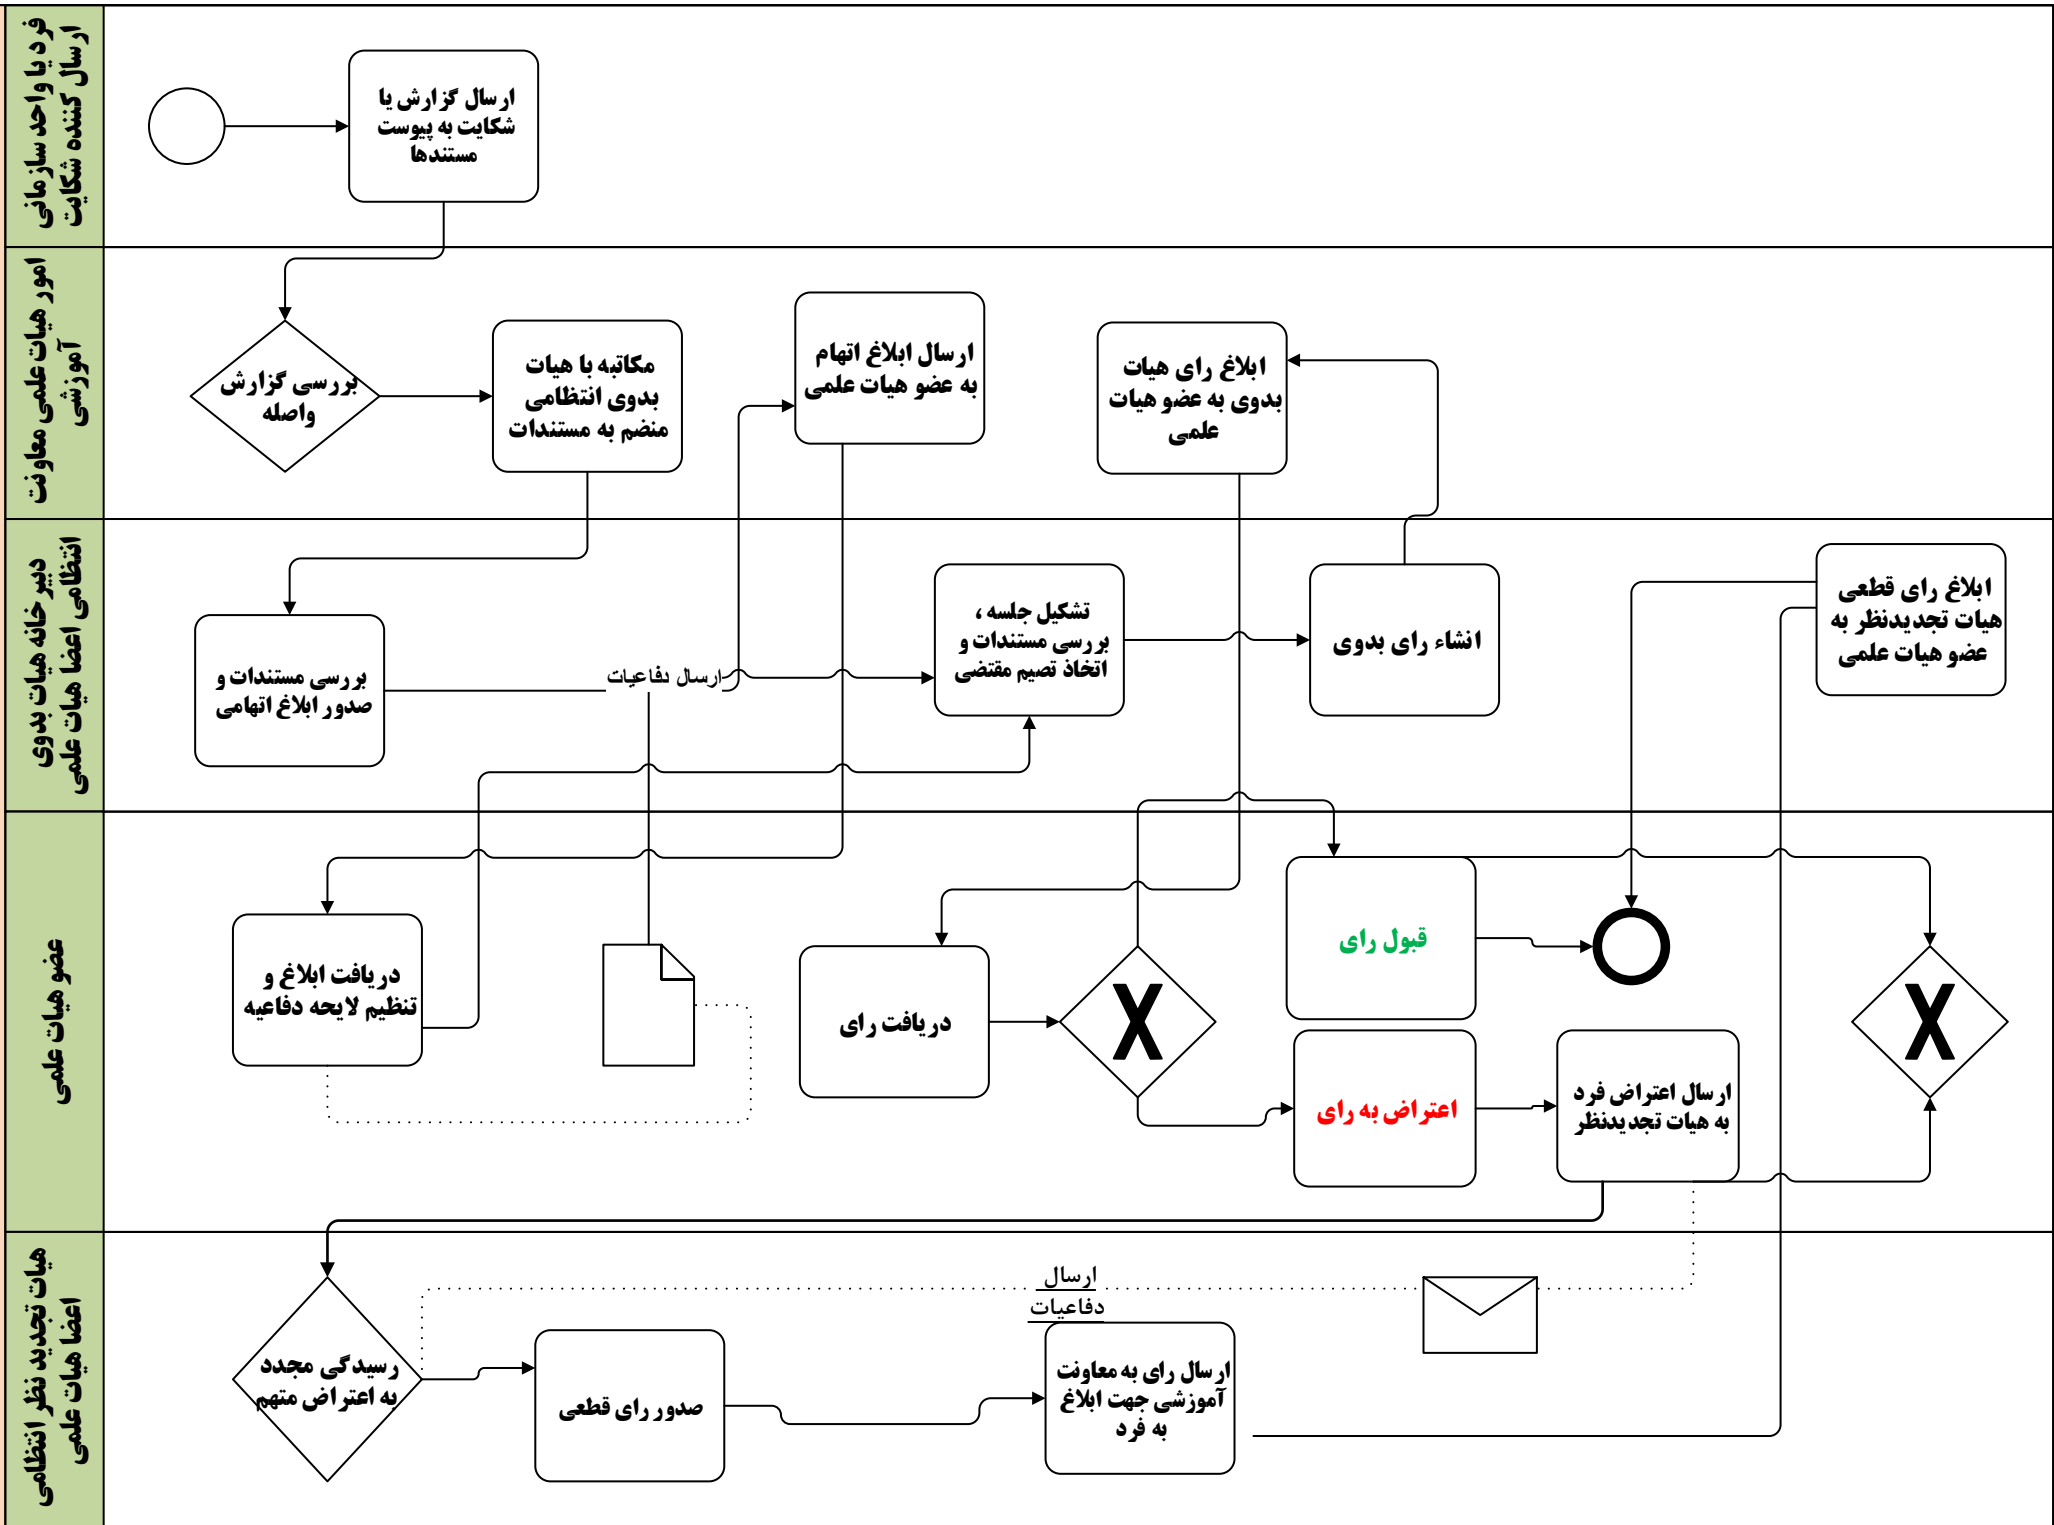 فرد یا واحد سازمانی
ارسال کننده شکایت
ارسال گزارش یا
شکایت به پیوست
مستندها
امور هیات علمی معاونت
آموزشی
بررسی گزارش
واصله
مکاتبه با هیات
بدوی انتظامی
منضم به مستندات
ارسال ابلاغ اتهام
به عضو هیات علمی
ابلاغ رای هیات
بدوی به عضو هیات
علمی
دبیرخانه هیات بدوی
انتظامی اعضا هیات علمی
بررسی مستندات و
صدور ابلاغ اتهامی
ارسال دفاعیات
تشکیل جلسه ،
بررسی مستندات و
اتخاذ تصیم مقتضی
انشاء رای بدوی
ابلاغ رای قطعی
هیات تجدیدنظر به
عضو هیات علمی
عضو هیات علمی
دریافت ابلاغ و
تنظیم لایحه دفاعیه
دریافت رای
X
قبول رای
اعتراض به رای
ارسال اعتراض فرد
به هیات تجدیدنظر
X
هیات تجدید نظر انتظامی
اعضا هیات علمی
رسیدگی مجدد
به اعتراض متهم
صدور رای قطعی
ارسال
دفاعیات
ارسال رای به معاونت
آموزشی جهت ابلاغ
به فرد